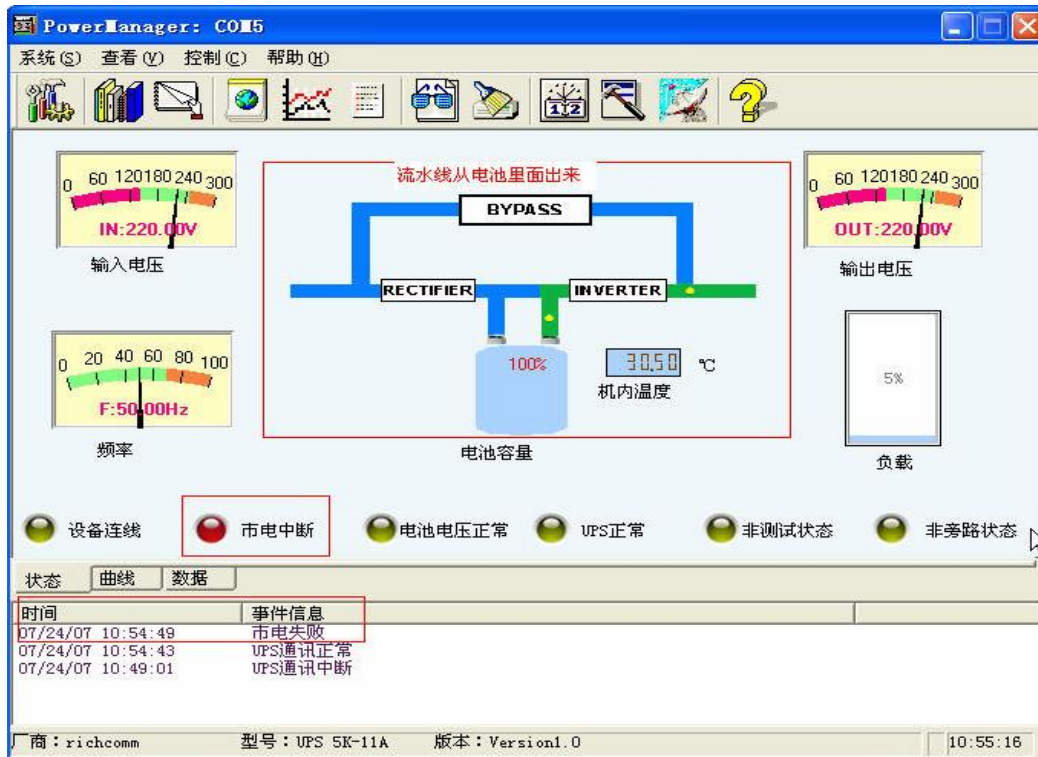 PowerManager: COM5
系统(S) 查看(V) 控制(C) 帮助(H)
1 2
0 60 120 180 240 300
IN:220.00V
输入电压
流水线从电池里面出来
BYPASS
RECTIFIER
INVERTER
100%
30.50 ℃
机内温度
电池容量
0 60 120 180 240 300
OUT:220.00V
输出电压
0 20 40 60 80 100
F:50.00Hz
频率
5%
负载
设备连线 市电中断 电池电压正常 UPS正常 非测试状态 非旁路状态
状态 曲线 数据
时间 事件信息
07/24/07 10:54:49 市电失败
07/24/07 10:54:43 UPS通讯正常
07/24/07 10:49:01 UPS通讯中断
厂商：richcomm 型号：UPS 5K-11A 版本：Version1.0 10:55:16